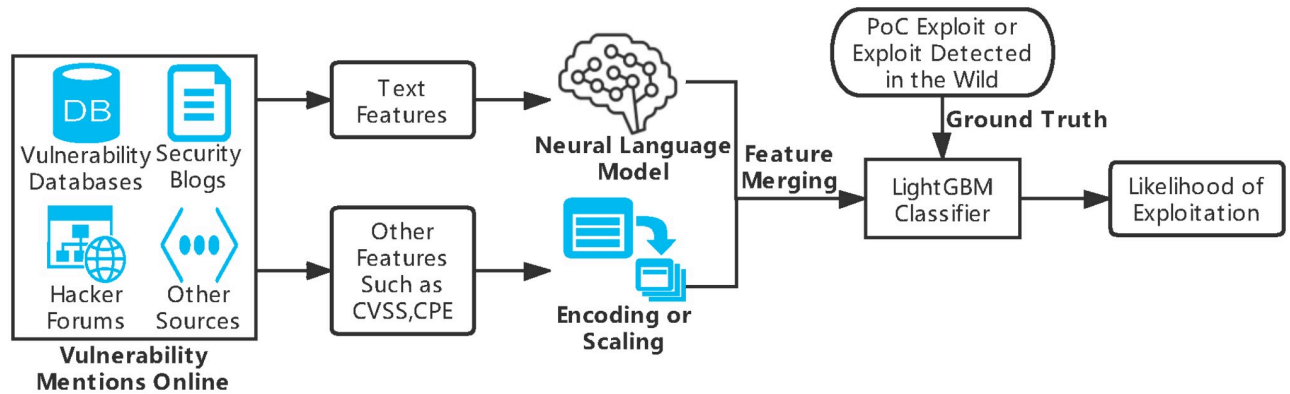 DB
Vulnerability
Databases
Security
Blogs
Hacker
Forums
Other
Sources
Vulnerability
Mentions Online
Text
Features
Other
Features
Such as
CVSS,CPE
Neural Language
Model
Encoding or
Scaling
Feature
Merging
PoC Exploit or
Exploit Detected
in the Wild
Ground Truth
LightGBM
Classifier
Likelihood of
Exploitation